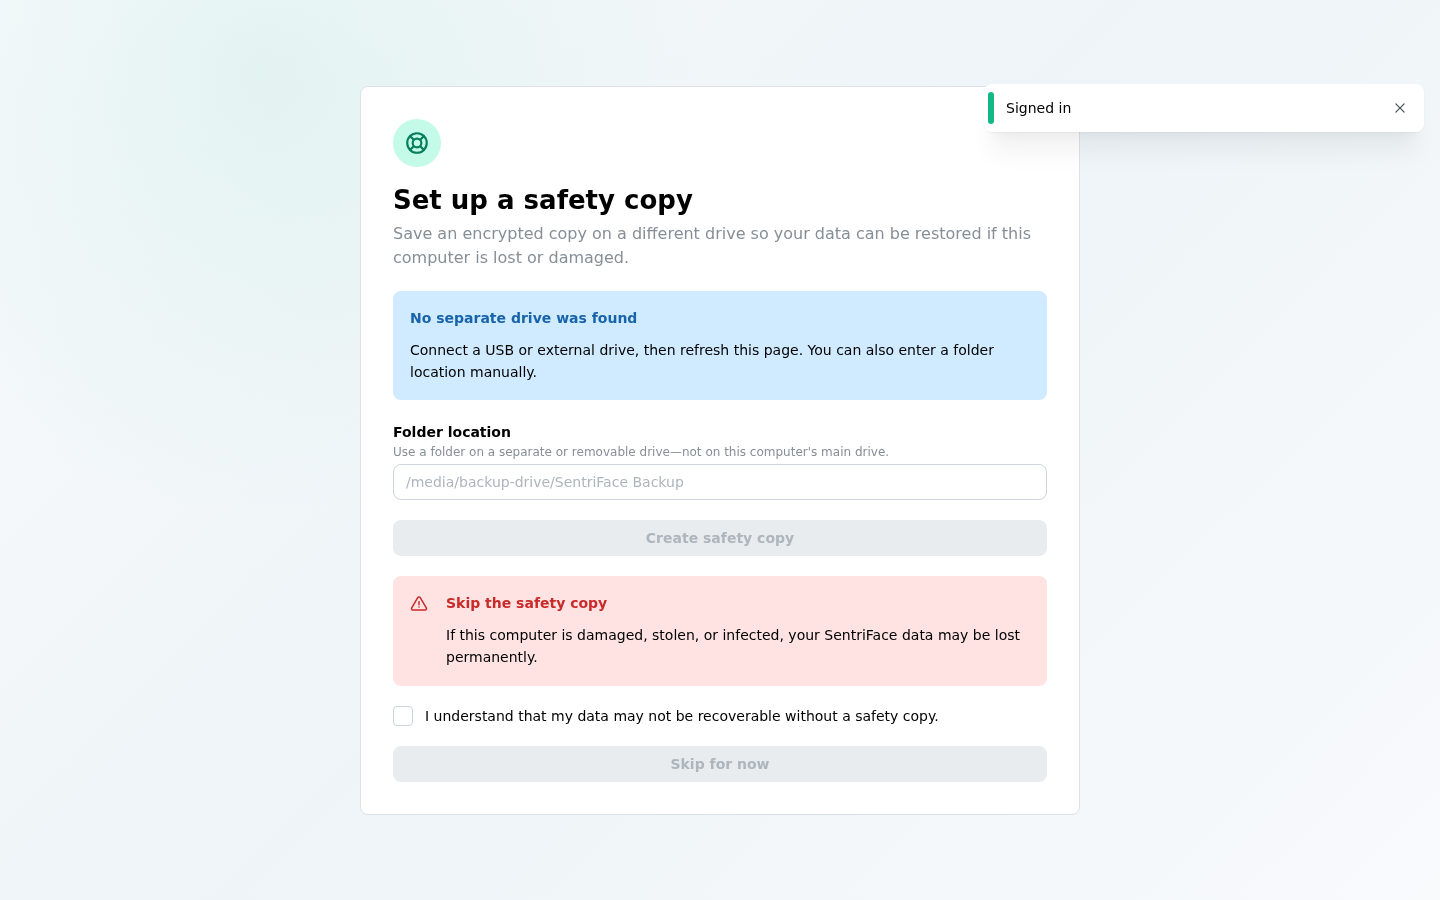 Signed in
Set up a safety copy
Save an encrypted copy on a different drive so your data can be restored if this
computer is lost or damaged.
No separate drive was found
Connect a USB or external drive, then refresh this page. You can also enter a folder
location manually.
Folder location
Use a folder on a separate or removable drive—not on this computer's main drive.
/media/backup-drive/SentriFace Backup
Create safety copy
Skip the safety copy
If this computer is damaged, stolen, or infected, your SentriFace data may be lost
permanently.
I understand that my data may not be recoverable without a safety copy.
Skip for now